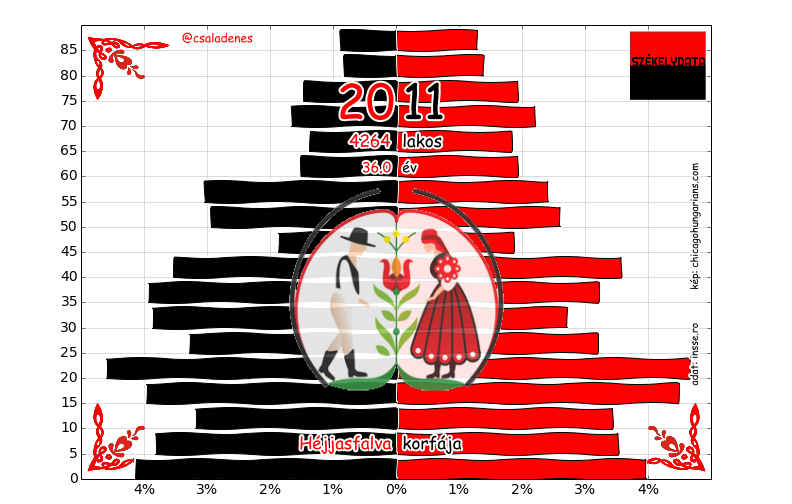 @csaladenes
SZÉKELYDATA
2011
4264 lakos
36.0 év
kép: chicagohungarians.com
adat: insse.ro
Héjjasfalva korfája
85
80
75
70
65
60
55
50
45
40
35
30
25
20
15
10
5
0
4% 3% 2% 1% 0% 1% 2% 3% 4%